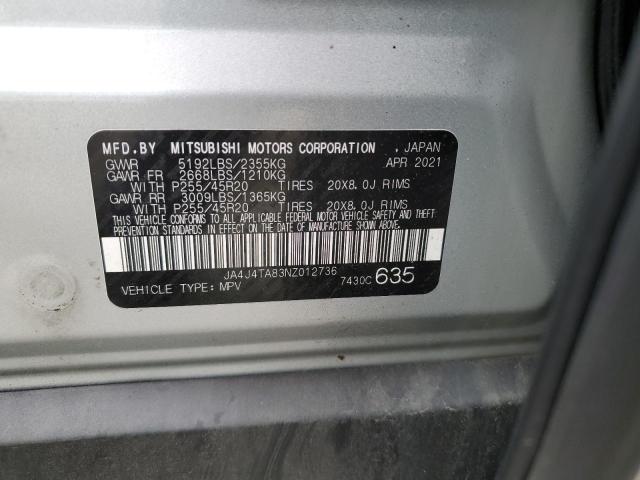 MFD.BY MITSUBISHI MOTORS CORPORATION , JAPAN
GVWR 5192LBS/2355KG APR 2021
GAWR FR 2668LBS/1210KG
WITH P255/45R20 TIRES 20X8.0J RIMS
GAWR RR 3009LBS/1365KG
WITH P255/45R20 TIRES 20X8.0J RIMS
THIS VEHICLE CONFORMS TO ALL APPLICABLE FEDERAL MOTOR VEHICLE SAFETY AND THEFT
PREVENTION STANDARDS IN EFFECT ON THE DATE OF MANUFACTURE SHOWN ABOVE.
JA4J4TA83NZ012736
VEHICLE TYPE: MPV 7430C 635